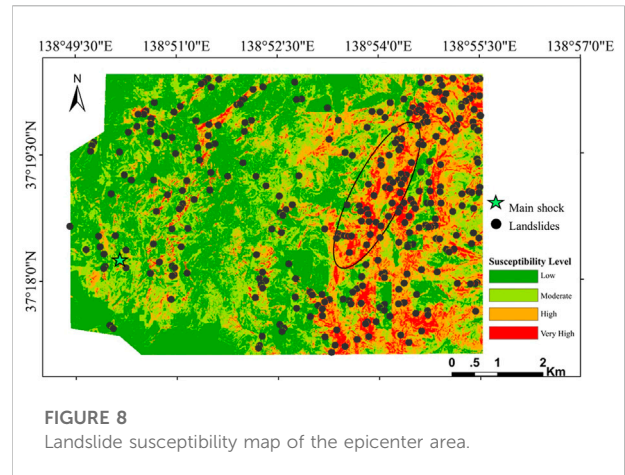 138°49'30"E 138°51'0"E 138°52'30"E 138°54'0"E 138°55'30"E 138°57'0"E
N
37°19'30"N
37°18'0"N
Main shock
Landslides
Susceptibility Level
Low
Moderate
High
Very High
0 .5 1 2
Km
FIGURE 8
Landslide susceptibility map of the epicenter area.